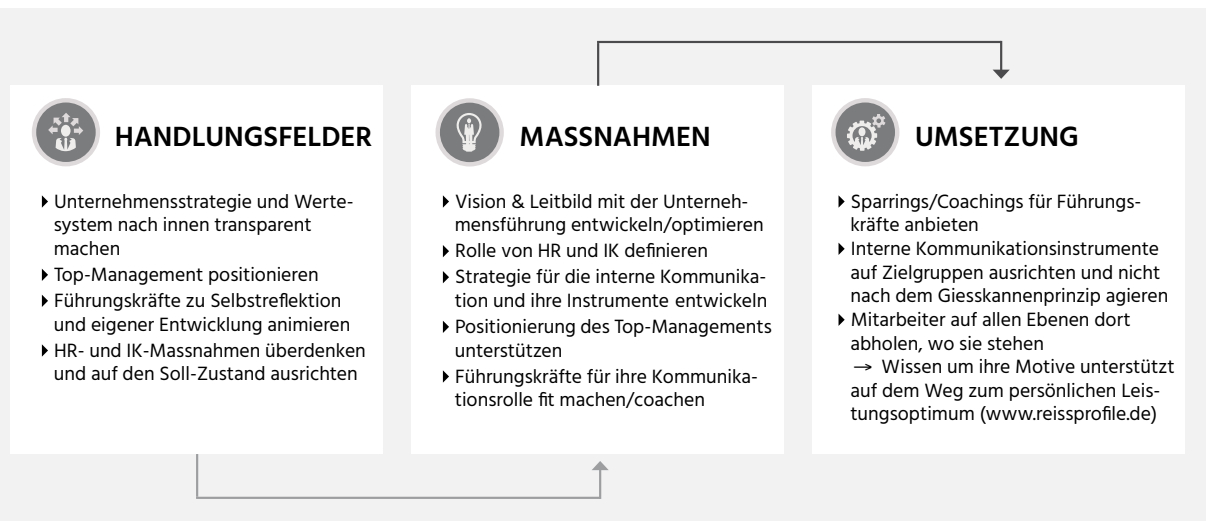 HANDLUNGSFELDER
▸ Unternehmensstrategie und Werte-
system nach innen transparent
machen
▸ Top-Management positionieren
▸ Führungskräfte zu Selbstreflektion
und eigener Entwicklung animieren
▸ HR- und IK-Massnahmen überdenken
und auf den Soll-Zustand ausrichten
MASSNAHMEN
▸ Vision & Leitbild mit der Unterneh-
mensführung entwickeln/optimieren
▸ Rolle von HR und IK definieren
▸ Strategie für die interne Kommunika-
tion und ihre Instrumente entwickeln
▸ Positionierung des Top-Managements
unterstützen
▸ Führungskräfte für ihre Kommunika-
tionsrolle fit machen/coachen
UMSETZUNG
▸ Sparrings/Coachings für Führungs-
kräfte anbieten
▸ Interne Kommunikationsinstrumente
auf Zielgruppen ausrichten und nicht
nach dem Giesskannenprinzip agieren
▸ Mitarbeiter auf allen Ebenen dort
abholen, wo sie stehen
→ Wissen um ihre Motive unterstützt
auf dem Weg zum persönlichen Leis-
tungsoptimum (www.reissprofile.de)